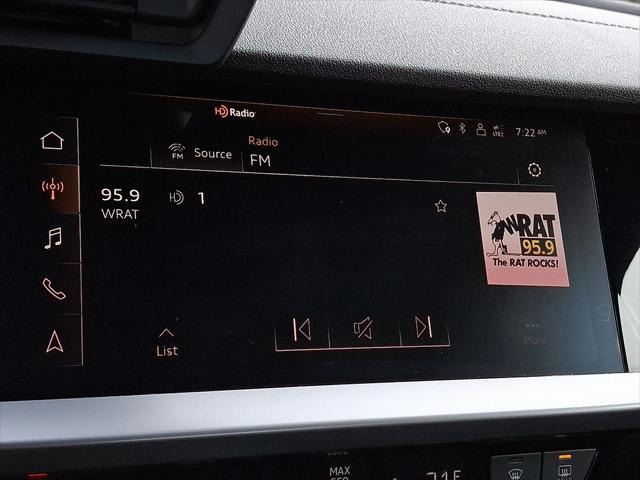 HD Radio
LTE
7:22 AM
Radio
FM
Source
FM
95.9
HD 1
WRAT
WRAT
95.9
The RAT ROCKS!
List
More
MAX